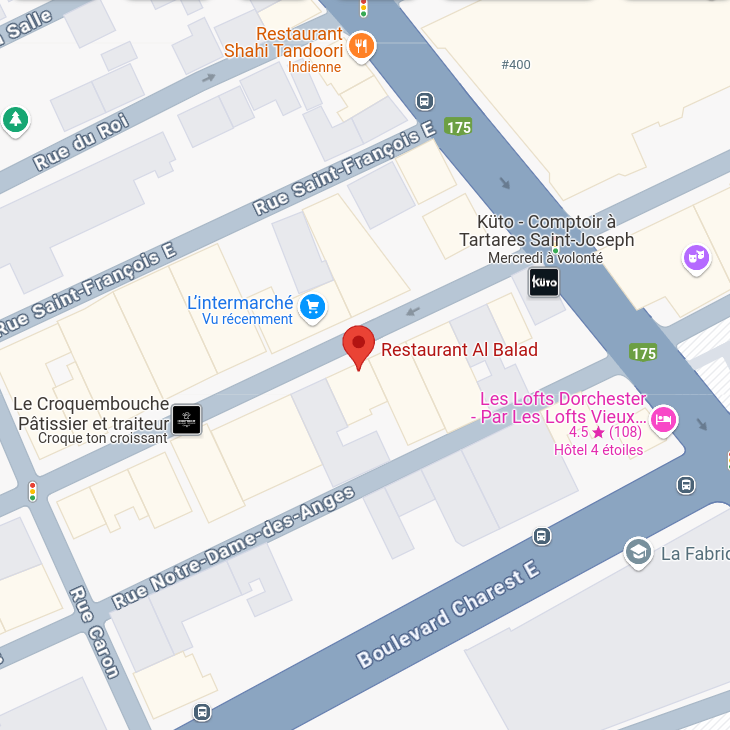 Salle
Restaurant
Shahi Tandoori
Indienne
#400
175
Rue du Roi
Rue Saint-François E
Küto - Comptoir à
Tartares Saint-Joseph
Mercredi à volonté
KÜTO
Rue Saint-François E
L'intermarché
Vu récemment
Restaurant Al Balad
175
Le Croquembouche
Pâtissier et traiteur
Croque ton croissant
Les Lofts Dorchester
- Par Les Lofts Vieux...
4.5 ★ (108)
Hôtel 4 étoiles
Rue Notre-Dame-des-Anges
La Fabric
Boulevard Charest E
Rue Caron